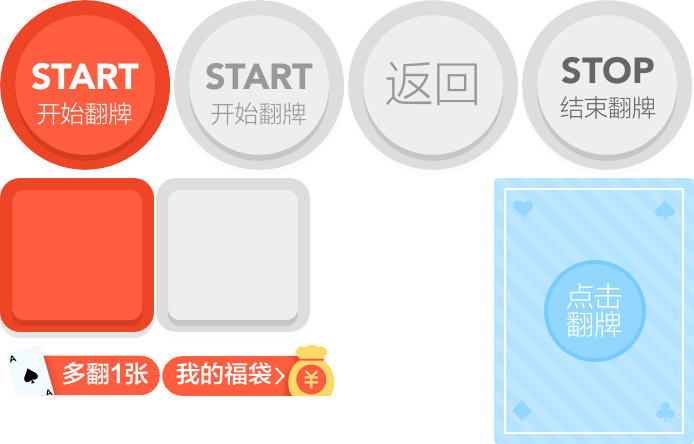 START
开始翻牌
START
开始翻牌
返回
STOP
结束翻牌
点击
翻牌
A
A
多翻1张
我的福袋>
¥